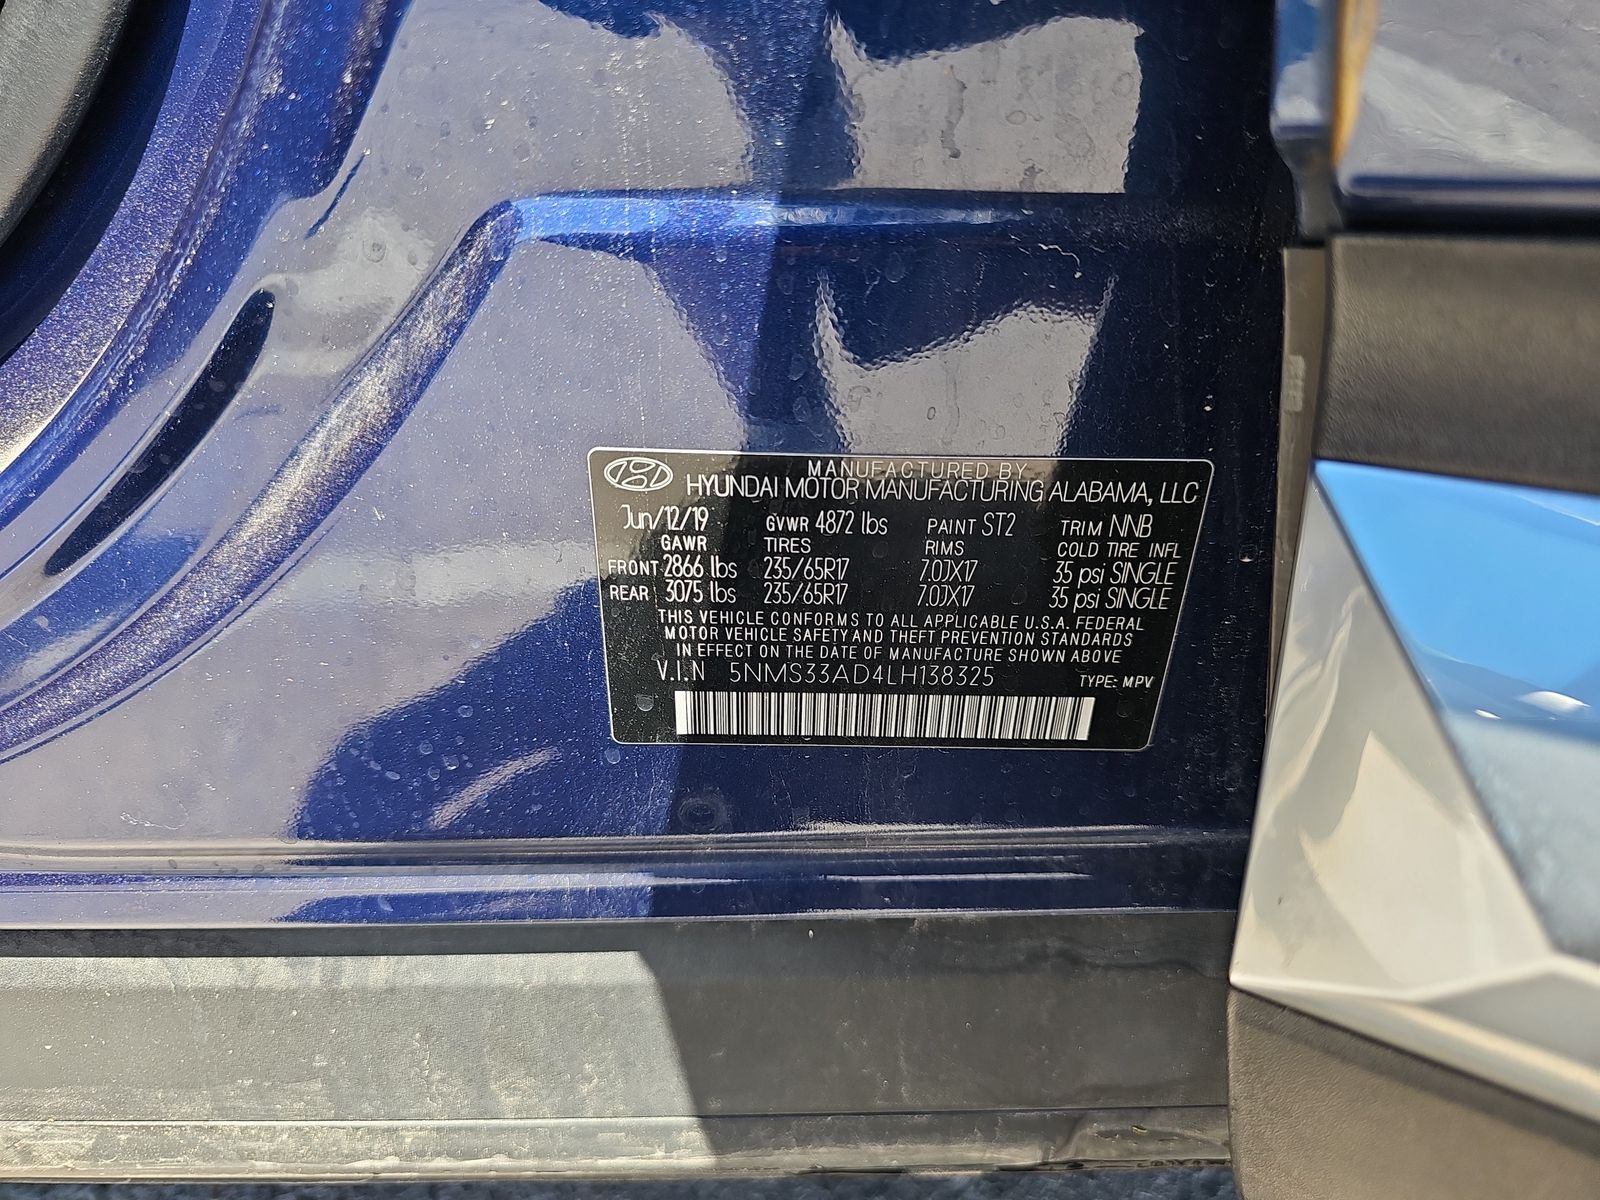 MANUFACTURED BY
HYUNDAI MOTOR MANUFACTURING ALABAMA, LLC
Jun/12/19 GVWR 4872 lbs PAINT ST2 TRIM NNB
GAWR TIRES RIMS COLD TIRE INFL
FRONT 2866 lbs 235/65R17 7.0JX17 35 psi SINGLE
REAR 3075 lbs 235/65R17 7.0JX17 35 psi SINGLE
THIS VEHICLE CONFORMS TO ALL APPLICABLE U.S.A. FEDERAL
MOTOR VEHICLE SAFETY AND THEFT PREVENTION STANDARDS
IN EFFECT ON THE DATE OF MANUFACTURE SHOWN ABOVE
V.I.N 5NMS33AD4LH138325 TYPE: MPV